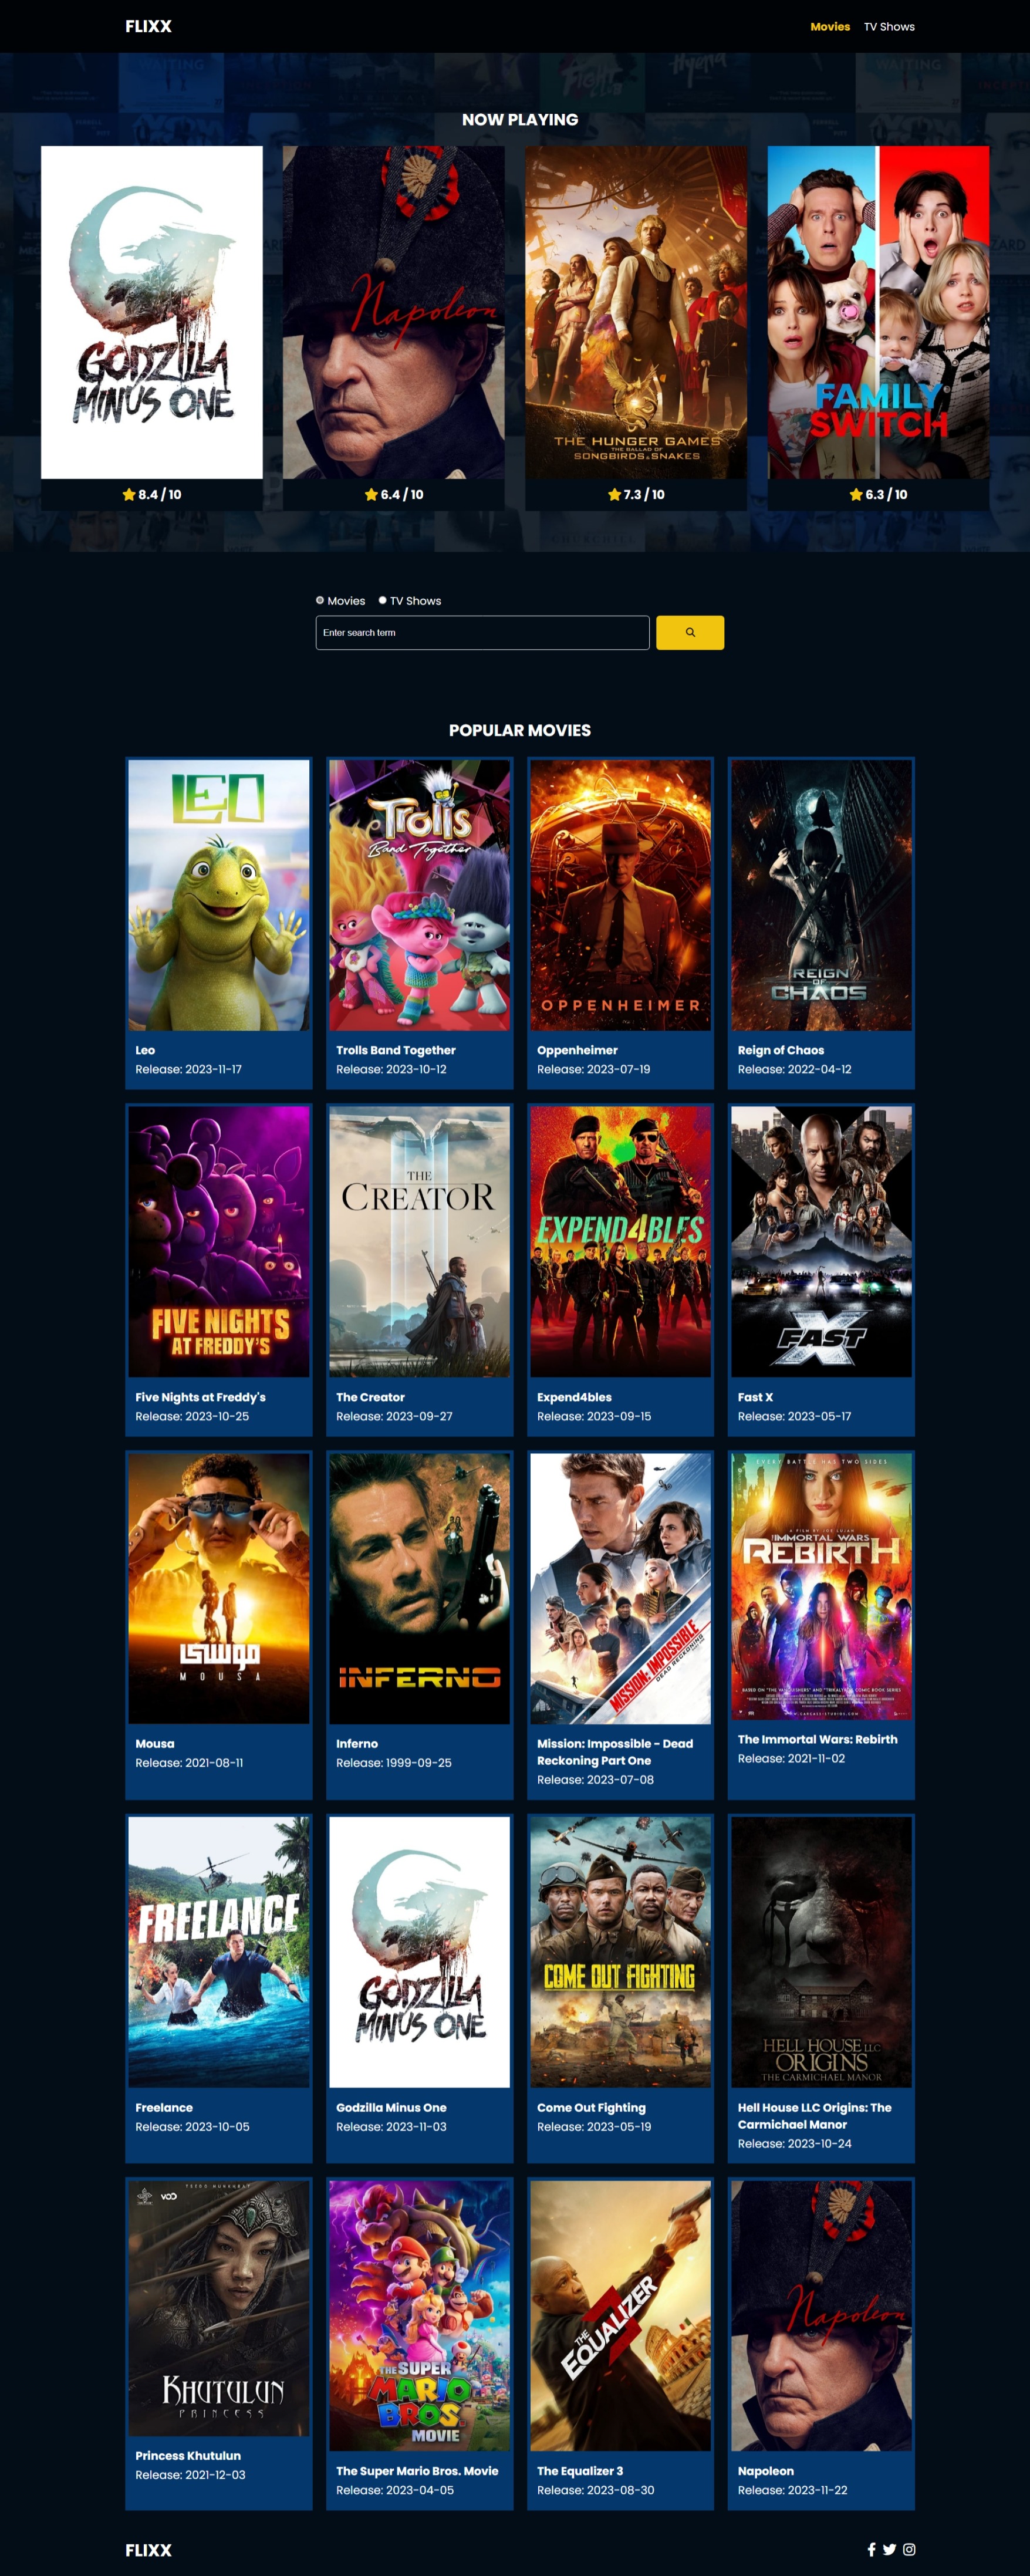 FLIXX
Movies TV Shows
WAITING
FIGHT
Hyena
WAITING
NOW PLAYING
GODZILLA
MINUS ONE
Napoleon
THE HUNGER GAMES
THE BALLAD OF
SONGBIRDS & SNAKES
FAMILY
SWITCH
8.4 / 10
6.4 / 10
7.3 / 10
6.3 / 10
CHURCHILL
Movies TV Shows
Enter search term
POPULAR MOVIES
LEO
Trolls
Band Together
OPPENHEIMER
REIGN
OF
CHAOS
Leo
Release: 2023-11-17
Trolls Band Together
Release: 2023-10-12
Oppenheimer
Release: 2023-07-19
Reign of Chaos
Release: 2022-04-12
FIVE NIGHTS
AT FREDDY'S
THE
CREATOR
EXPEND4BLES
FAST
X
Five Nights at Freddy's
Release: 2023-10-25
The Creator
Release: 2023-09-27
Expend4bles
Release: 2023-09-15
Fast X
Release: 2023-05-17
موسى
MOUSA
INFERNO
MISSION: IMPOSSIBLE
DEAD RECKONING
EVERY BATTLE HAS TWO SIDES
THE IMMORTAL WARS
REBIRTH
Mousa
Release: 2021-08-11
Inferno
Release: 1999-09-25
Mission: Impossible - Dead
Reckoning Part One
Release: 2023-07-08
The Immortal Wars: Rebirth
Release: 2021-11-02
FREELANCE
GODZILLA
MINUS ONE
COME OUT FIGHTING
HELL HOUSE LLC
ORIGINS
THE CARMICHAEL MANOR
Freelance
Release: 2023-10-05
Godzilla Minus One
Release: 2023-11-03
Come Out Fighting
Release: 2023-05-19
Hell House LLC Origins: The
Carmichael Manor
Release: 2023-10-24
VOO
KHUTULUN
PRINCESS
THE SUPER
MARIO
BROS.
MOVIE
THE
EQUALIZER
3
Napoleon
Princess Khutulun
Release: 2021-12-03
The Super Mario Bros. Movie
Release: 2023-04-05
The Equalizer 3
Release: 2023-08-30
Napoleon
Release: 2023-11-22
FLIXX